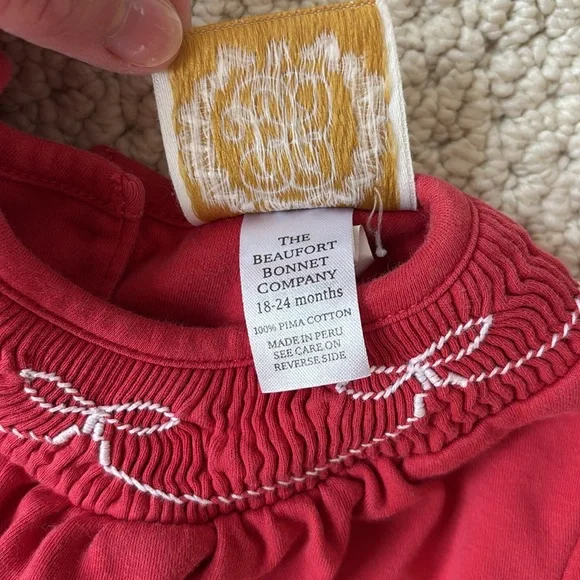 THE
BEAUFORT
BONNET
COMPANY
18-24 months
100% PIMA COTTON
MADE IN PERU
SEE CARE ON
REVERSE SIDE